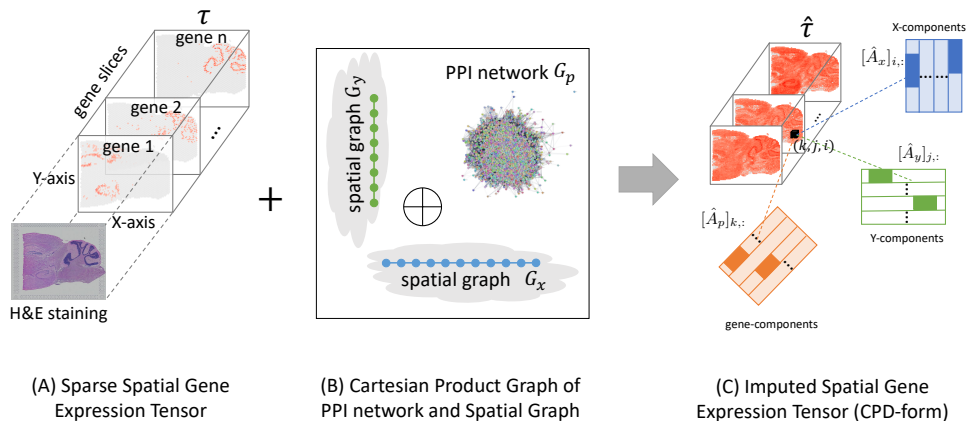 τ
gene n
gene slices
gene 2
...
gene 1
Y-axis
X-axis
H&E staining
+
spatial graph G_y
PPI network G_p
spatial graph G_x
τ̂
(k,j,i)
...
X-components
[Â_x]_{i,:}
[Â_y]_{j,:}
Y-components
[Â_p]_{k,:}
gene-components
(A) Sparse Spatial Gene
Expression Tensor
(B) Cartesian Product Graph of
PPI network and Spatial Graph
(C) Imputed Spatial Gene
Expression Tensor (CPD-form)